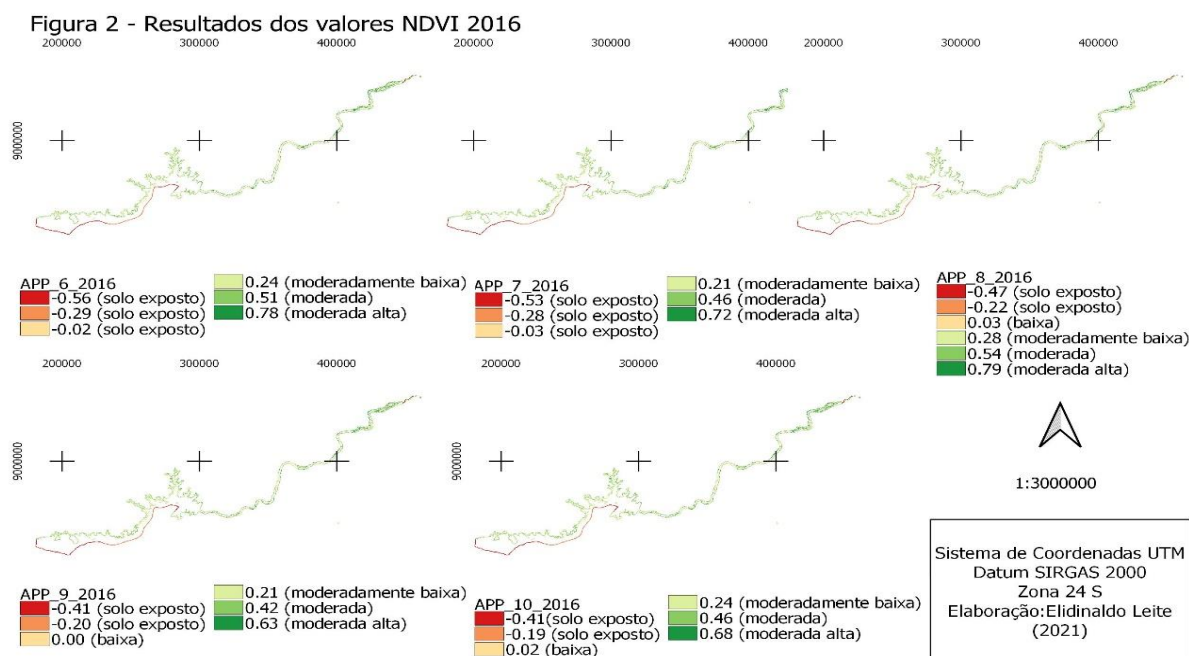 Figura 2 - Resultados dos valores NDVI 2016
200000 300000 400000 200000 300000 400000 200000 300000 400000
9000000
APP_6_2016
-0.56 (solo exposto)
-0.29 (solo exposto)
-0.02 (solo exposto)
0.24 (moderadamente baixa)
0.51 (moderada)
0.78 (moderada alta)
APP_7_2016
-0.53 (solo exposto)
-0.28 (solo exposto)
-0.03 (solo exposto)
0.21 (moderadamente baixa)
0.46 (moderada)
0.72 (moderada alta)
APP_8_2016
-0.47 (solo exposto)
-0.22 (solo exposto)
0.03 (baixa)
0.28 (moderadamente baixa)
0.54 (moderada)
0.79 (moderada alta)
200000 300000 400000 200000 300000 400000
9000000 9000000
1:3000000
APP_9_2016
-0.41 (solo exposto)
-0.20 (solo exposto)
0.00 (baixa)
0.21 (moderadamente baixa)
0.42 (moderada)
0.63 (moderada alta)
APP_10_2016
-0.41(solo exposto)
-0.19 (solo exposto)
0.02 (baixa)
0.24 (moderadamente baixa)
0.46 (moderada)
0.68 (moderada alta)
Sistema de Coordenadas UTM
Datum SIRGAS 2000
Zona 24 S
Elaboração:Elidinaldo Leite
(2021)